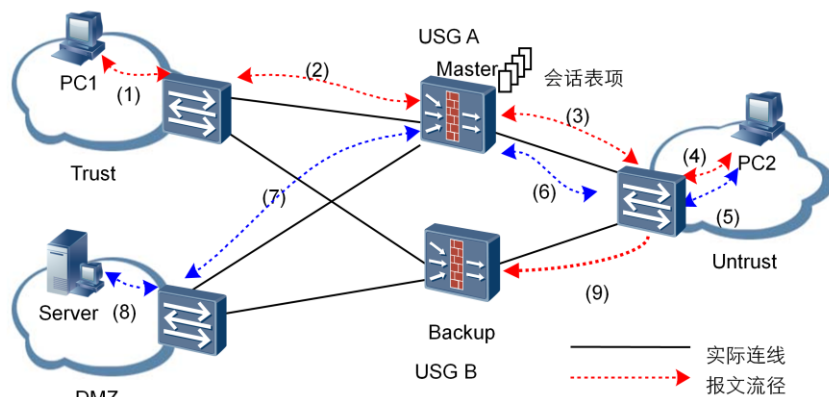 USG A
Master
会话表项
PC1
(1)
(2)
(3)
(4)
PC2
Trust
(7)
(6)
(5)
Untrust
Server
(8)
(9)
Backup
实际连线
USG B
报文流径
DMZ